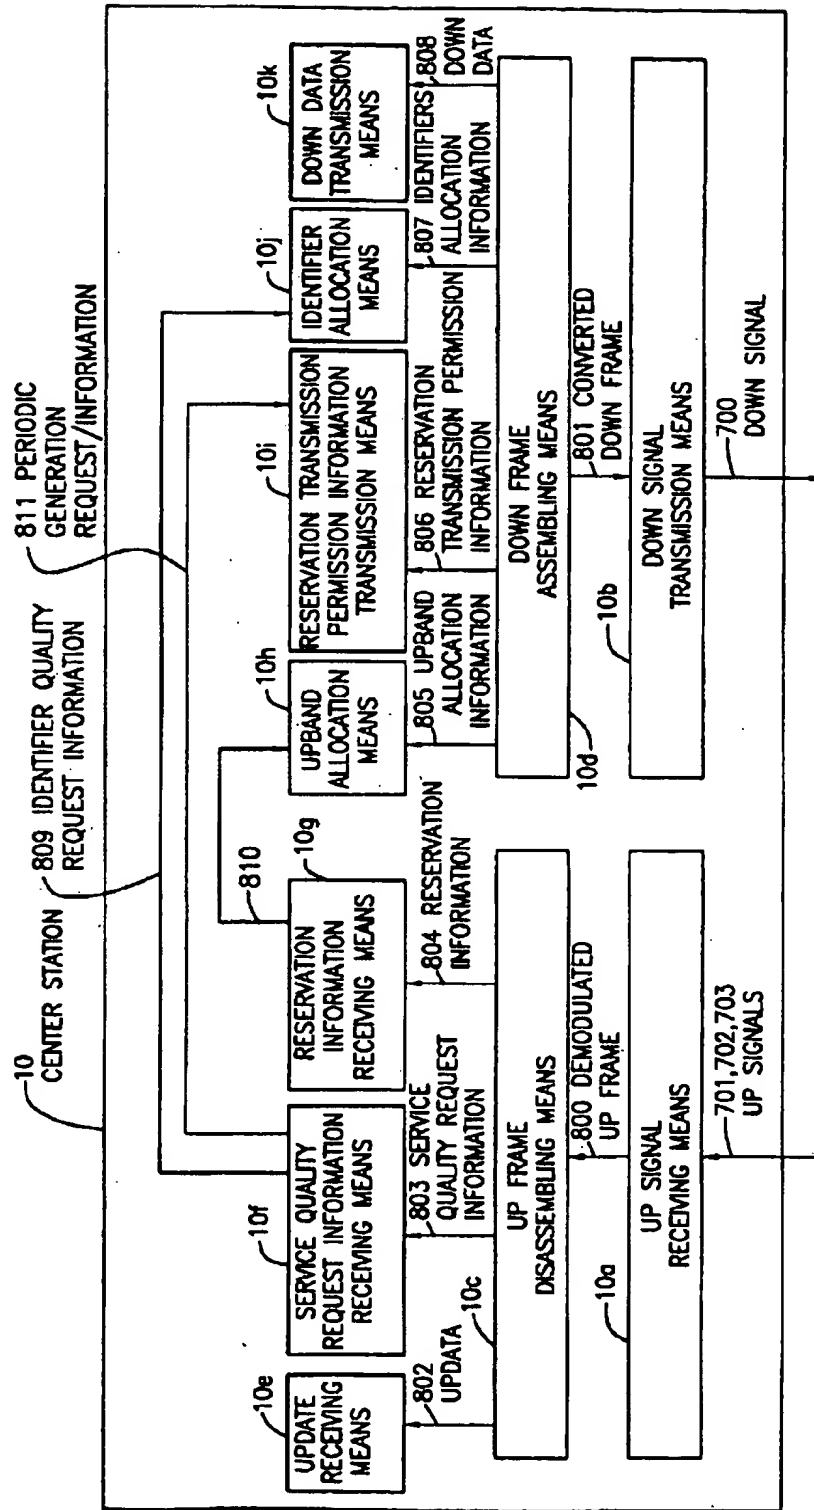 10
CENTER STATION
809 IDENTIFIER QUALITY
REQUEST INFORMATION
811 PERIODIC
GENERATION
REQUEST/INFORMATION
10e
UPDATE
RECEIVING
MEANS
10f
SERVICE QUALITY
REQUEST INFORMATION
RECEIVING MEANS
810
10g
RESERVATION
INFORMATION
RECEIVING MEANS
10h
UPBAND
ALLOCATION
MEANS
10i
RESERVATION TRANSMISSION
PERMISSION INFORMATION
TRANSMISSION MEANS
10j
IDENTIFIER
ALLOCATION
MEANS
10k
DOWN DATA
TRANSMISSION
MEANS
802
UPDATA
803 SERVICE
QUALITY REQUEST
INFORMATION
804 RESERVATION
INFORMATION
805 UPBAND
ALLOCATION
INFORMATION
806 RESERVATION
TRANSMISSION PERMISSION
INFORMATION
807 IDENTIFIERS
ALLOCATION
INFORMATION
808
DOWN
DATA
10c
UP FRAME
DISASSEMBLING MEANS
DOWN FRAME
ASSEMBLING MEANS
10d
800 DEMODULATED
UP FRAME
801 CONVERTED
DOWN FRAME
10a
UP SIGNAL
RECEIVING MEANS
10b
DOWN SIGNAL
TRANSMISSION MEANS
701,702,703
UP SIGNALS
700
DOWN SIGNAL